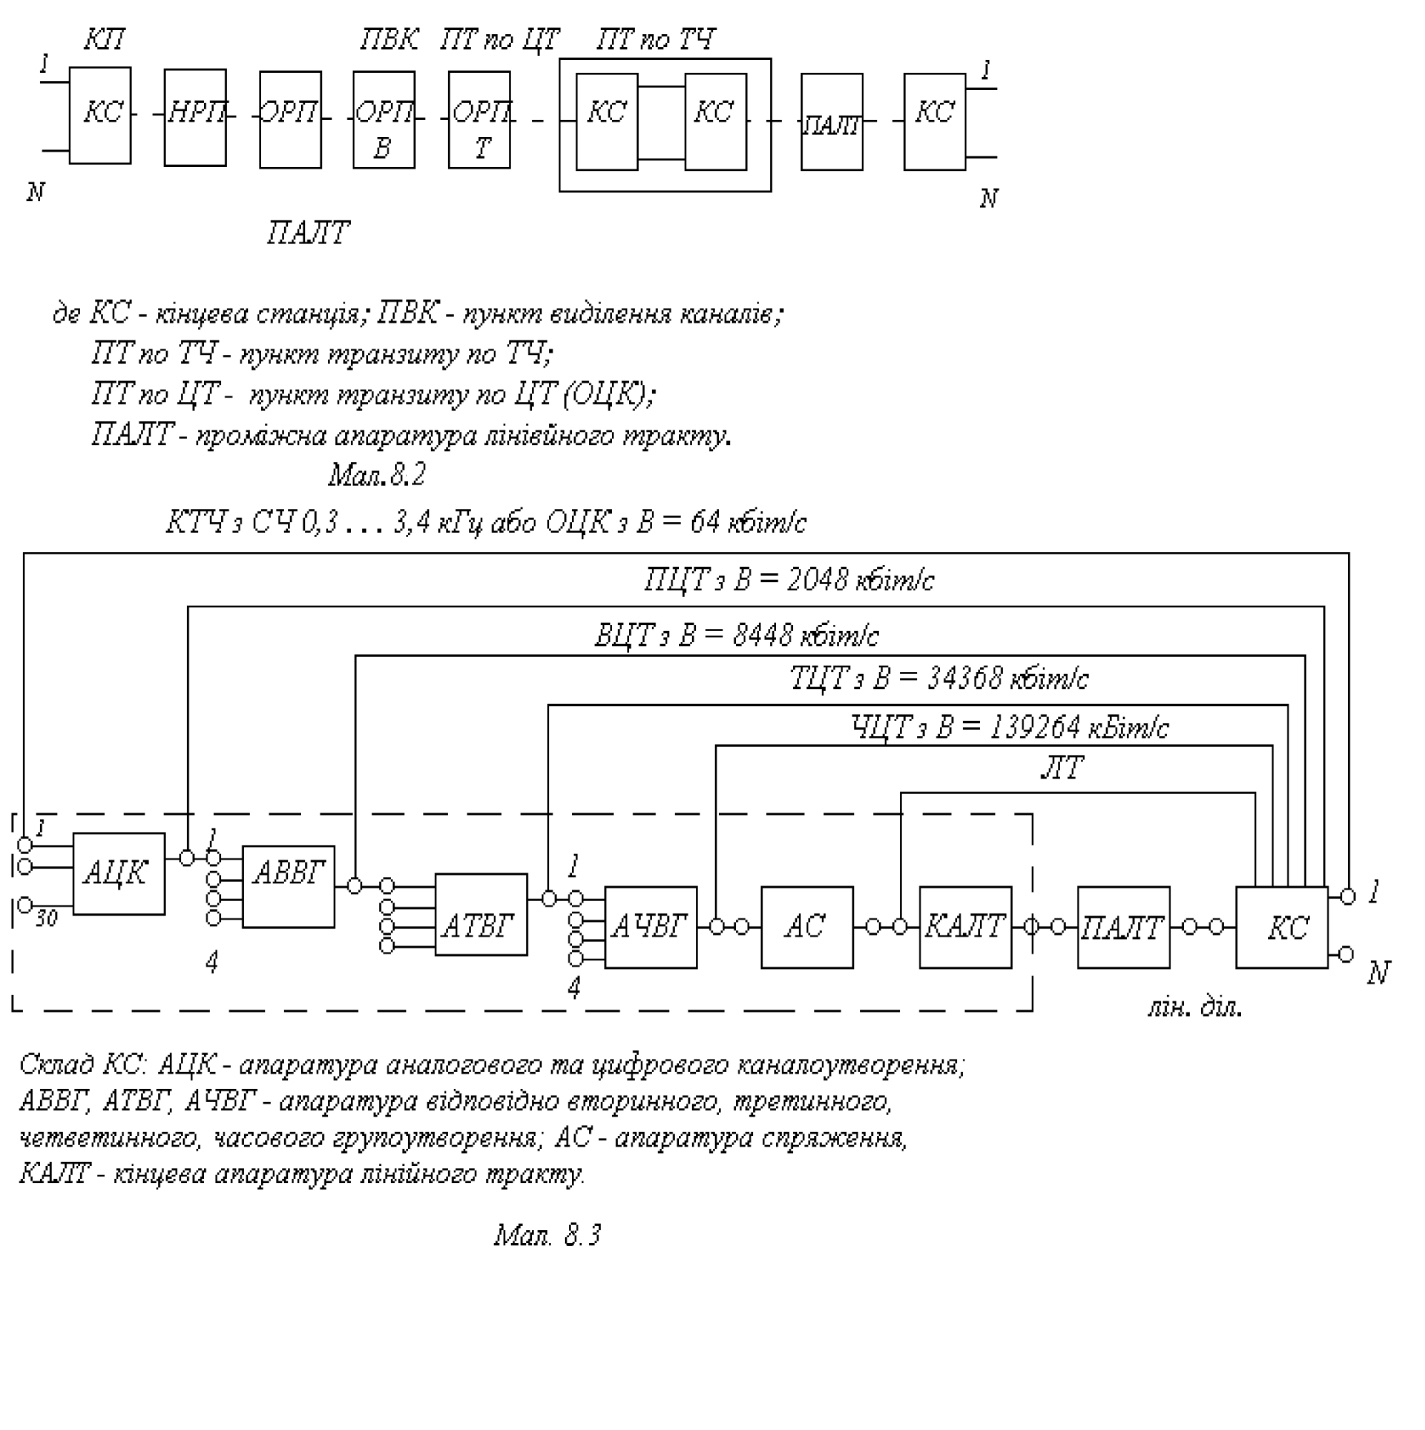 КП ПВК ПТ по ЦТ ПТ по ТЧ
1 1
КС НРП ОРП ОРП ОРП КС КС ПАЛТ КС
В Т
N N
ПАЛТ
де КС - кінцева станція; ПВК - пункт виділення каналів;
ПТ по ТЧ - пункт транзиту по ТЧ;
ПТ по ЦТ - пункт транзиту по ЦТ (ОЦК);
ПАЛТ - проміжна апаратура лінівйного тракту.
Мал.8.2
КТЧ з СЧ 0,3 . . . 3,4 кГц або ОЦК з В = 64 кбіт/с
ПЦТ з В = 2048 кбіт/с
ВЦТ з В = 8448 кбіт/с
ТЦТ з В = 34368 кбіт/с
ЧЦТ з В = 139264 кБіт/с
ЛТ
1 1 1
АЦК АВВГ АТВГ АЧВГ АС КАЛТ ПАЛТ КС 1
30 4 4 N
лін. діл.
Склад КС: АЦК - апаратура аналогового та цифрового каналоутворення;
АВВГ, АТВГ, АЧВГ - апаратура відповідно вторинного, третинного,
четветинного, часового групоутворення; АС - апаратура спряження,
КАЛТ - кінцева апаратура лінійного тракту.
Мал. 8.3